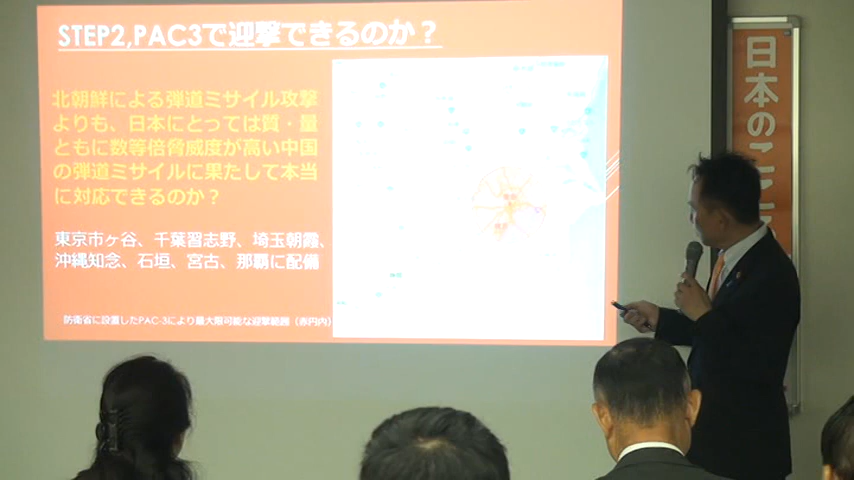 STEP2,PAC3で迎撃できるのか？
北朝鮮による弾道ミサイル攻撃
よりも、日本にとっては質・量
ともに数等倍脅威度が高い中国
の弾道ミサイルに果たして本当
に対応できるのか？
東京市ヶ谷、千葉習志野、埼玉朝霞、
沖縄知念、石垣、宮古、那覇に配備
防衛省に設置したPAC-3により最大限可能な迎撃範囲（赤円内）
日本のこころ